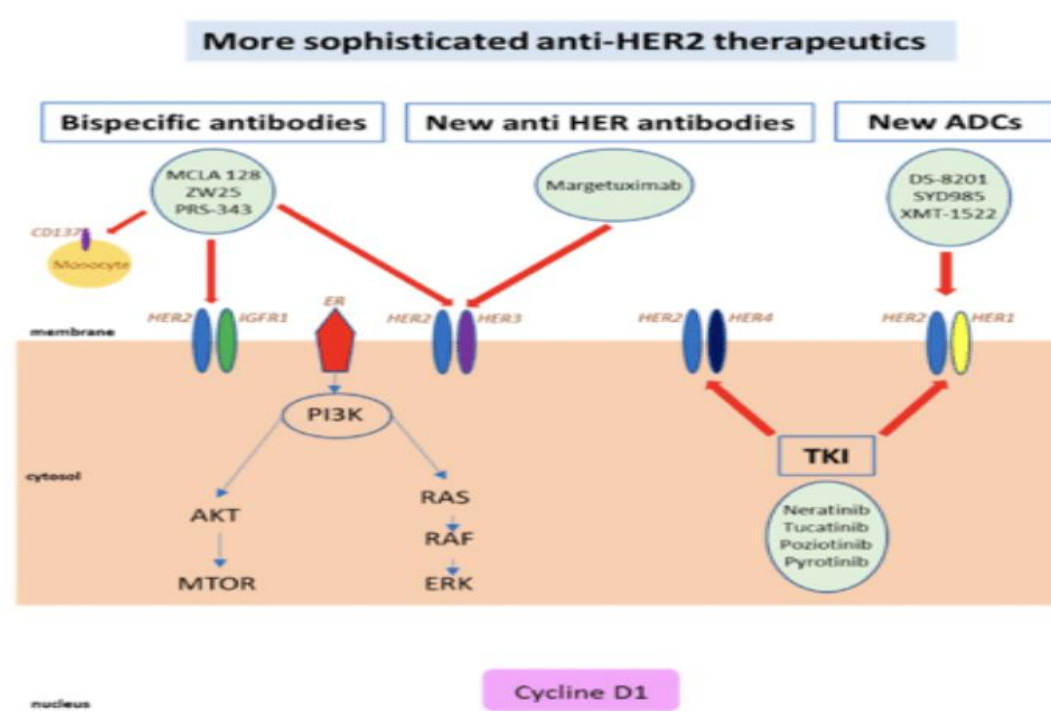 More sophisticated anti-HER2 therapeutics
Bispecific antibodies
New anti HER antibodies
New ADCs
MCLA 128
ZW25
PRS-343
Margetuximab
DS-8201
SYD985
XMT-1522
CD137
Monocyte
membrane
HER2
IGFR1
ER
HER2
HER3
HER2
HER4
HER2
HER1
PI3K
TKI
cytosol
AKT
RAS
RAF
MTOR
ERK
Neratinib
Tucatinib
Poziotinib
Pyrotinib
Cycline D1
nucleus